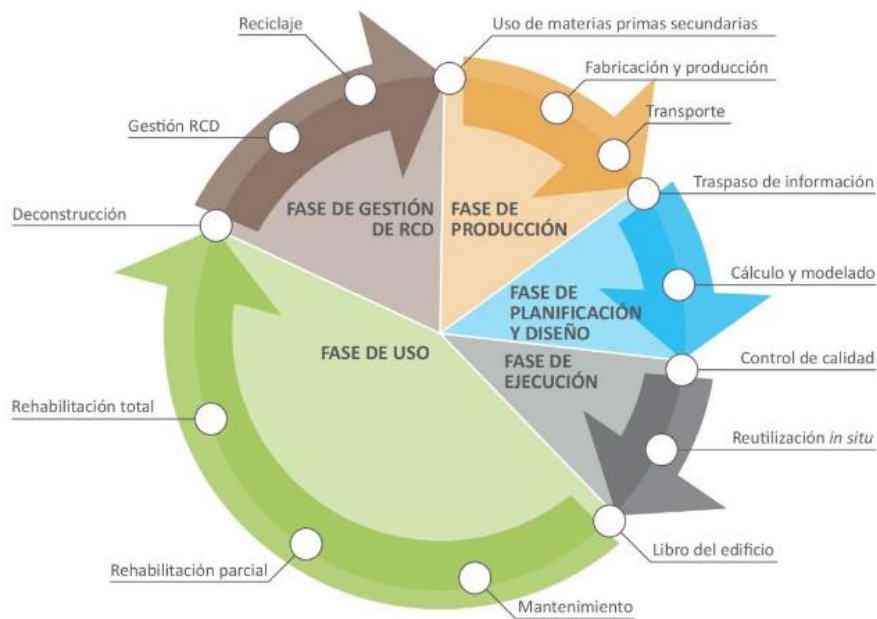 Reciclaje
Uso de materias primas secundarias
Fabricación y producción
Gestión RCD
Transporte
Traspaso de información
Deconstrucción
FASE DE GESTIÓN
DE RCD
FASE DE
PRODUCCIÓN
Cálculo y modelado
FASE DE
PLANIFICACIÓN
Y DISEÑO
FASE DE USO
FASE DE
EJECUCIÓN
Control de calidad
Rehabilitación total
Reutilización in situ
Libro del edificio
Rehabilitación parcial
Mantenimiento